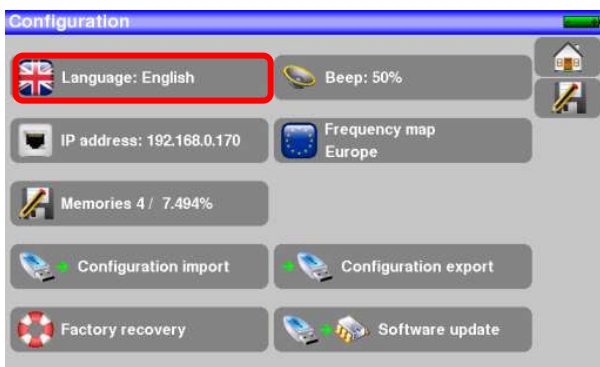 Configuration
Language: English
Beep: 50%
IP address: 192.168.0.170
Frequency map
Europe
Memories 4 / 7.494%
Configuration import
Configuration export
Factory recovery
Software update